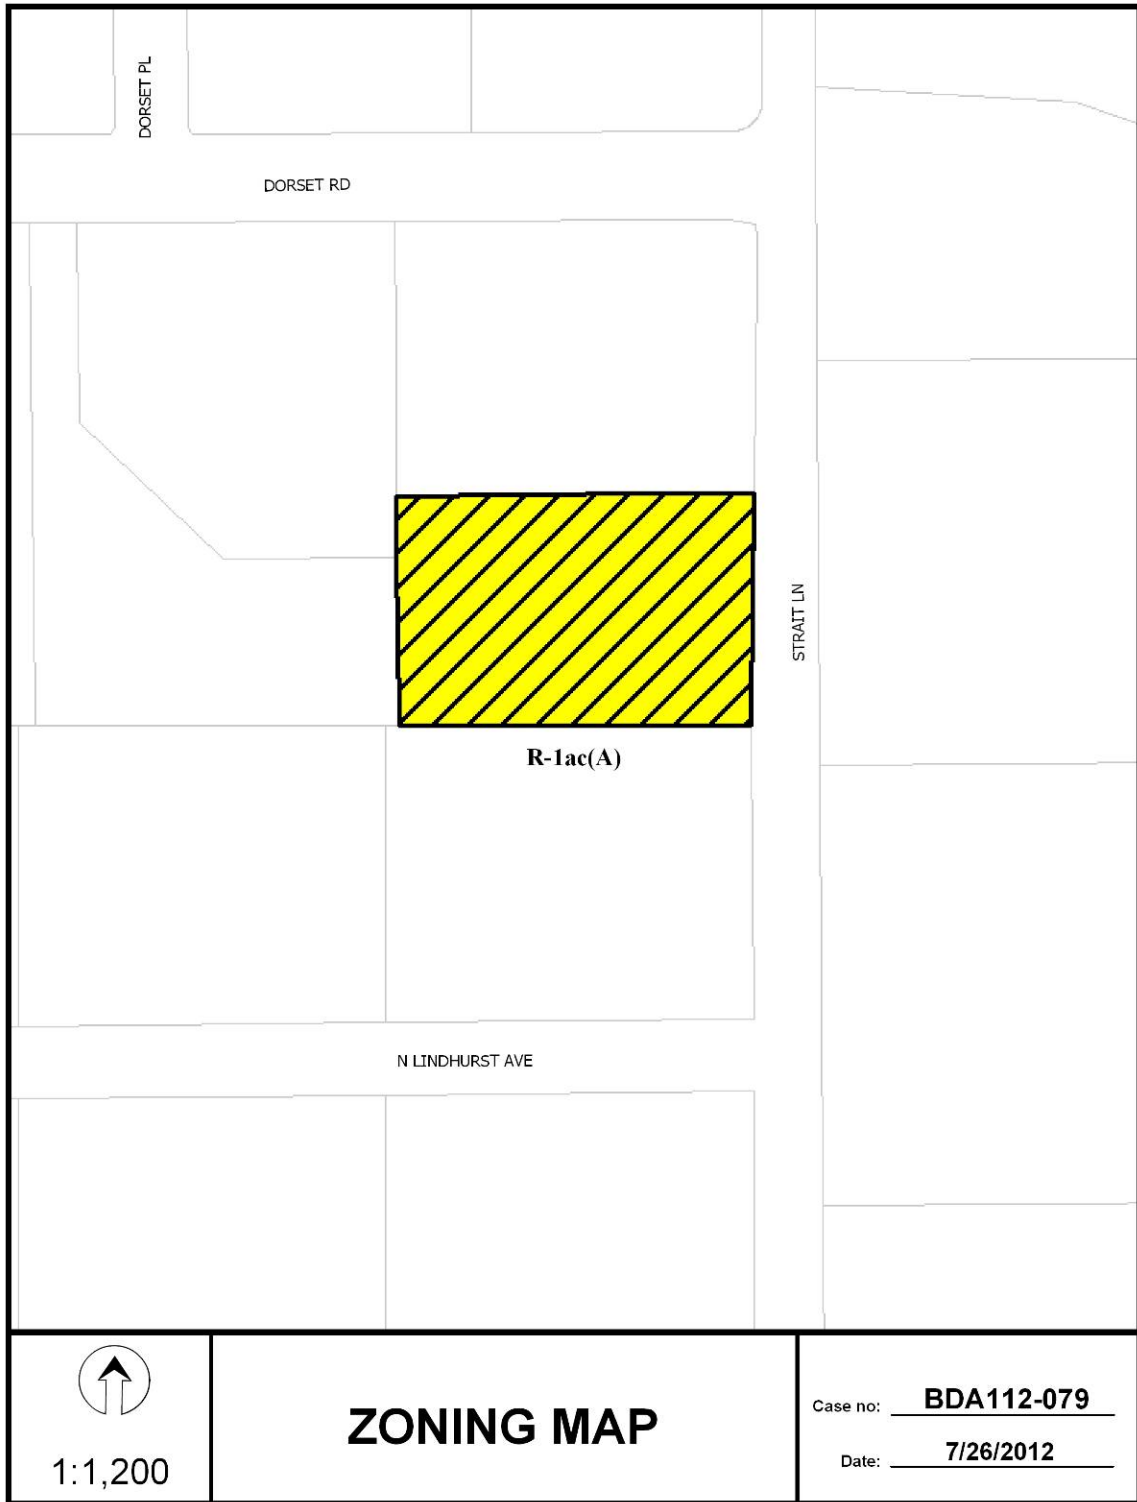 DORSET PL
DORSET RD
STRAIT LN
R-1ac(A)
N LINDHURST AVE
1:1,200
ZONING MAP
Case no: BDA112-079
Date: 7/26/2012